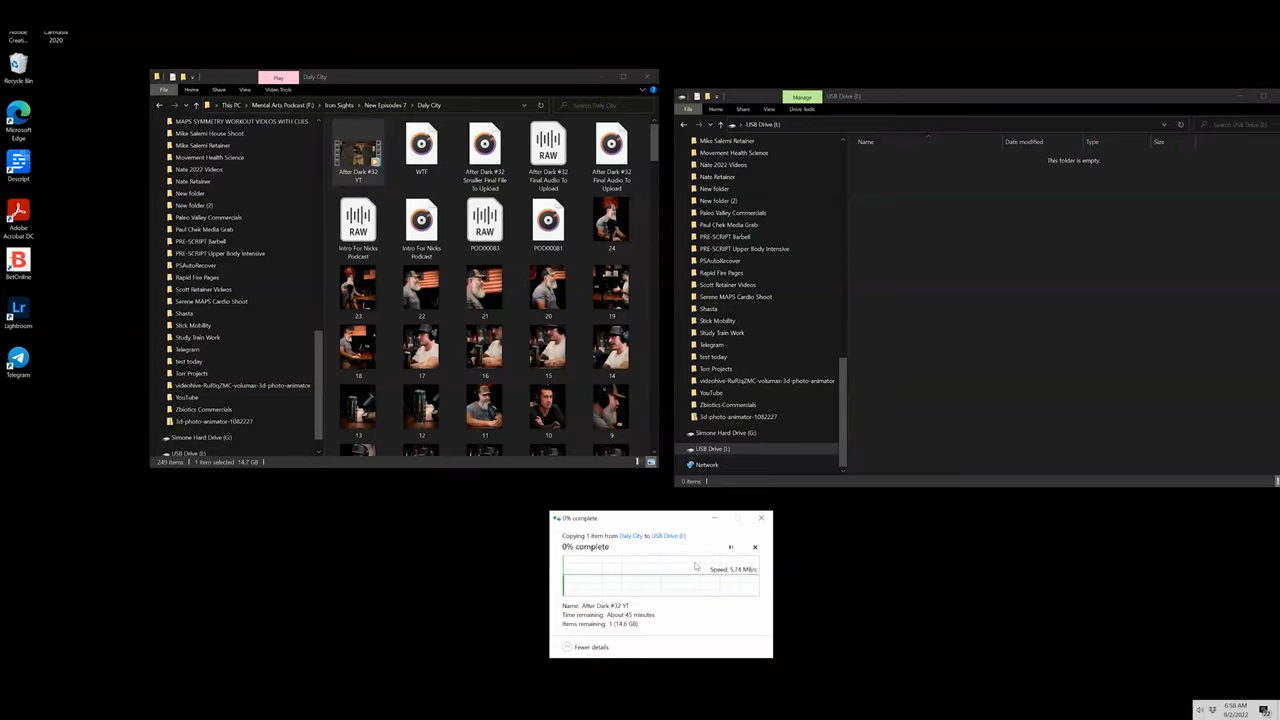 Adobe
Creati...
Camtasia
2020
Recycle Bin
Microsoft
Edge
Descript
Adobe
Acrobat DC
BetOnline
Lightroom
Telegram
Play
Daly City
File
Home
Share
View
Video Tools
This PC
Mental Arts Podcast (F:)
Iron Sights
New Episodes 7
Daly City
Search Daly City
MAPS SYMMETRY WORKOUT VIDEOS WITH CUES
Mike Salemi House Shoot
Mike Salemi Retainer
Movement Health Science
Nate 2022 Videos
Nate Retainer
New folder
New folder (2)
Paleo Valley Commercials
Paul Chek Media Grab
PRE-SCRIPT Barbell
PRE-SCRIPT Upper Body Intensive
PSAutoRecover
Rapid Fire Pages
Scott Retainer Videos
Serene MAPS Cardio Shoot
Shasta
Stick Mobility
Study Train Work
Telegram
test today
Torr Projects
videohive-RuRIqZMC-volumax-3d-photo-animator
YouTube
Zbiotics Commercials
3d-photo-animator-1082227
Simone Hard Drive (G:)
USB Drive (I:)
After Dark #32
YT
WTF
After Dark #32
Smaller Final File
To Upload
RAW
After Dark #32
Final Audio To
Upload
After Dark #32
Final Audio To
Upload
RAW
Intro For Nicks
Podcast
Intro For Nicks
Podcast
RAW
POD00083
POD00081
24
23
22
21
20
19
18
17
16
15
14
13
12
11
10
9
249 items
1 item selected 14.7 GB
Manage
USB Drive (I:)
File
Home
Share
View
Drive Tools
USB Drive (I:)
Search USB Drive (I:)
Mike Salemi Retainer
Movement Health Science
Nate 2022 Videos
Nate Retainer
New folder
New folder (2)
Paleo Valley Commercials
Paul Chek Media Grab
PRE-SCRIPT Barbell
PRE-SCRIPT Upper Body Intensive
PSAutoRecover
Rapid Fire Pages
Scott Retainer Videos
Serene MAPS Cardio Shoot
Shasta
Stick Mobility
Study Train Work
Telegram
test today
Torr Projects
videohive-RuRIqZMC-volumax-3d-photo-animator
YouTube
Zbiotics Commercials
3d-photo-animator-1082227
Simone Hard Drive (G:)
USB Drive (I:)
Network
Name
Date modified
Type
Size
This folder is empty.
0 items
0% complete
Copying 1 item from Daly City to USB Drive (I:)
0% complete
Speed: 5.74 MB/s
Name: After Dark #32 YT
Time remaining: About 45 minutes
Items remaining: 1 (14.6 GB)
Fewer details
6:58 AM
9/2/2022
22